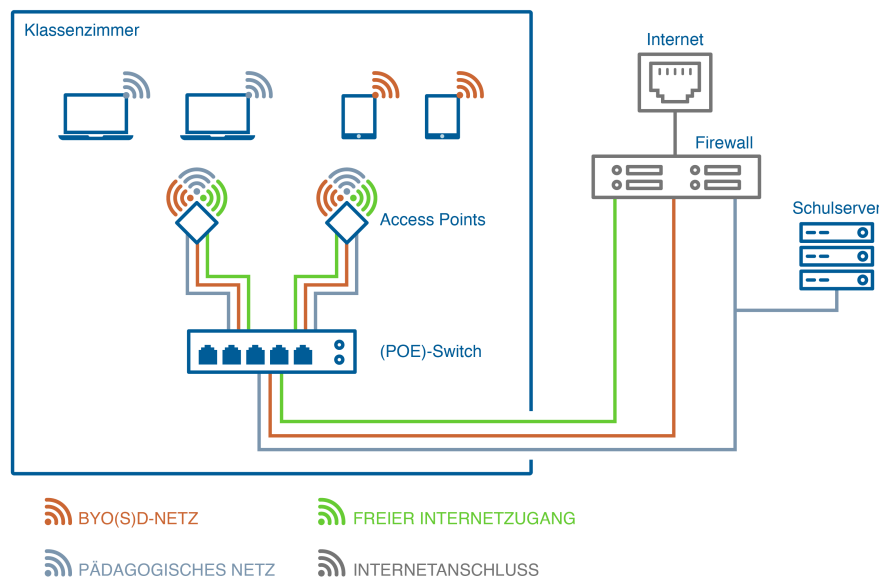 Klassenzimmer
Internet
Firewall
Schulserver
Access Points
(POE)-Switch
BYO(S)D-NETZ
FREIER INTERNETZUGANG
PÄDAGOGISCHES NETZ
INTERNETANSCHLUSS